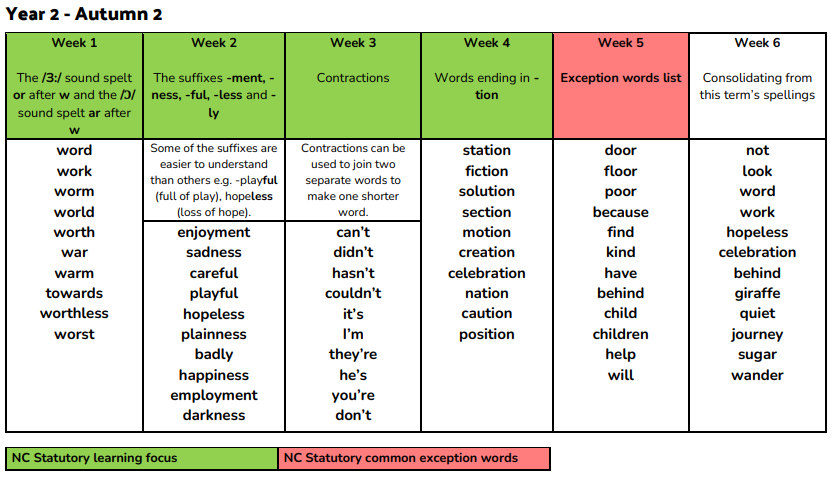 Year 2 - Autumn 2
Week 1
The /3:/ sound spelt
or after w and the /Ɔ/
sound spelt ar after
w
word
work
worm
world
worth
war
warm
towards
worthless
worst
Week 2
The suffixes -ment, -
ness, -ful, -less and -
ly
Some of the suffixes are
easier to understand
than others e.g. -playful
(full of play), hopeless
(loss of hope).
enjoyment
sadness
careful
playful
hopeless
plainness
badly
happiness
employment
darkness
Week 3
Contractions
Contractions can be
used to join two
separate words to
make one shorter
word.
can't
didn't
hasn't
couldn't
it's
I'm
they're
he's
you're
don't
Week 4
Words ending in -
tion
station
fiction
solution
section
motion
creation
celebration
nation
caution
position
Week 5
Exception words list
door
floor
poor
because
find
kind
have
behind
child
children
help
will
Week 6
Consolidating from
this term's spellings
not
look
word
work
hopeless
celebration
behind
giraffe
quiet
journey
sugar
wander
NC Statutory learning focus
NC Statutory common exception words